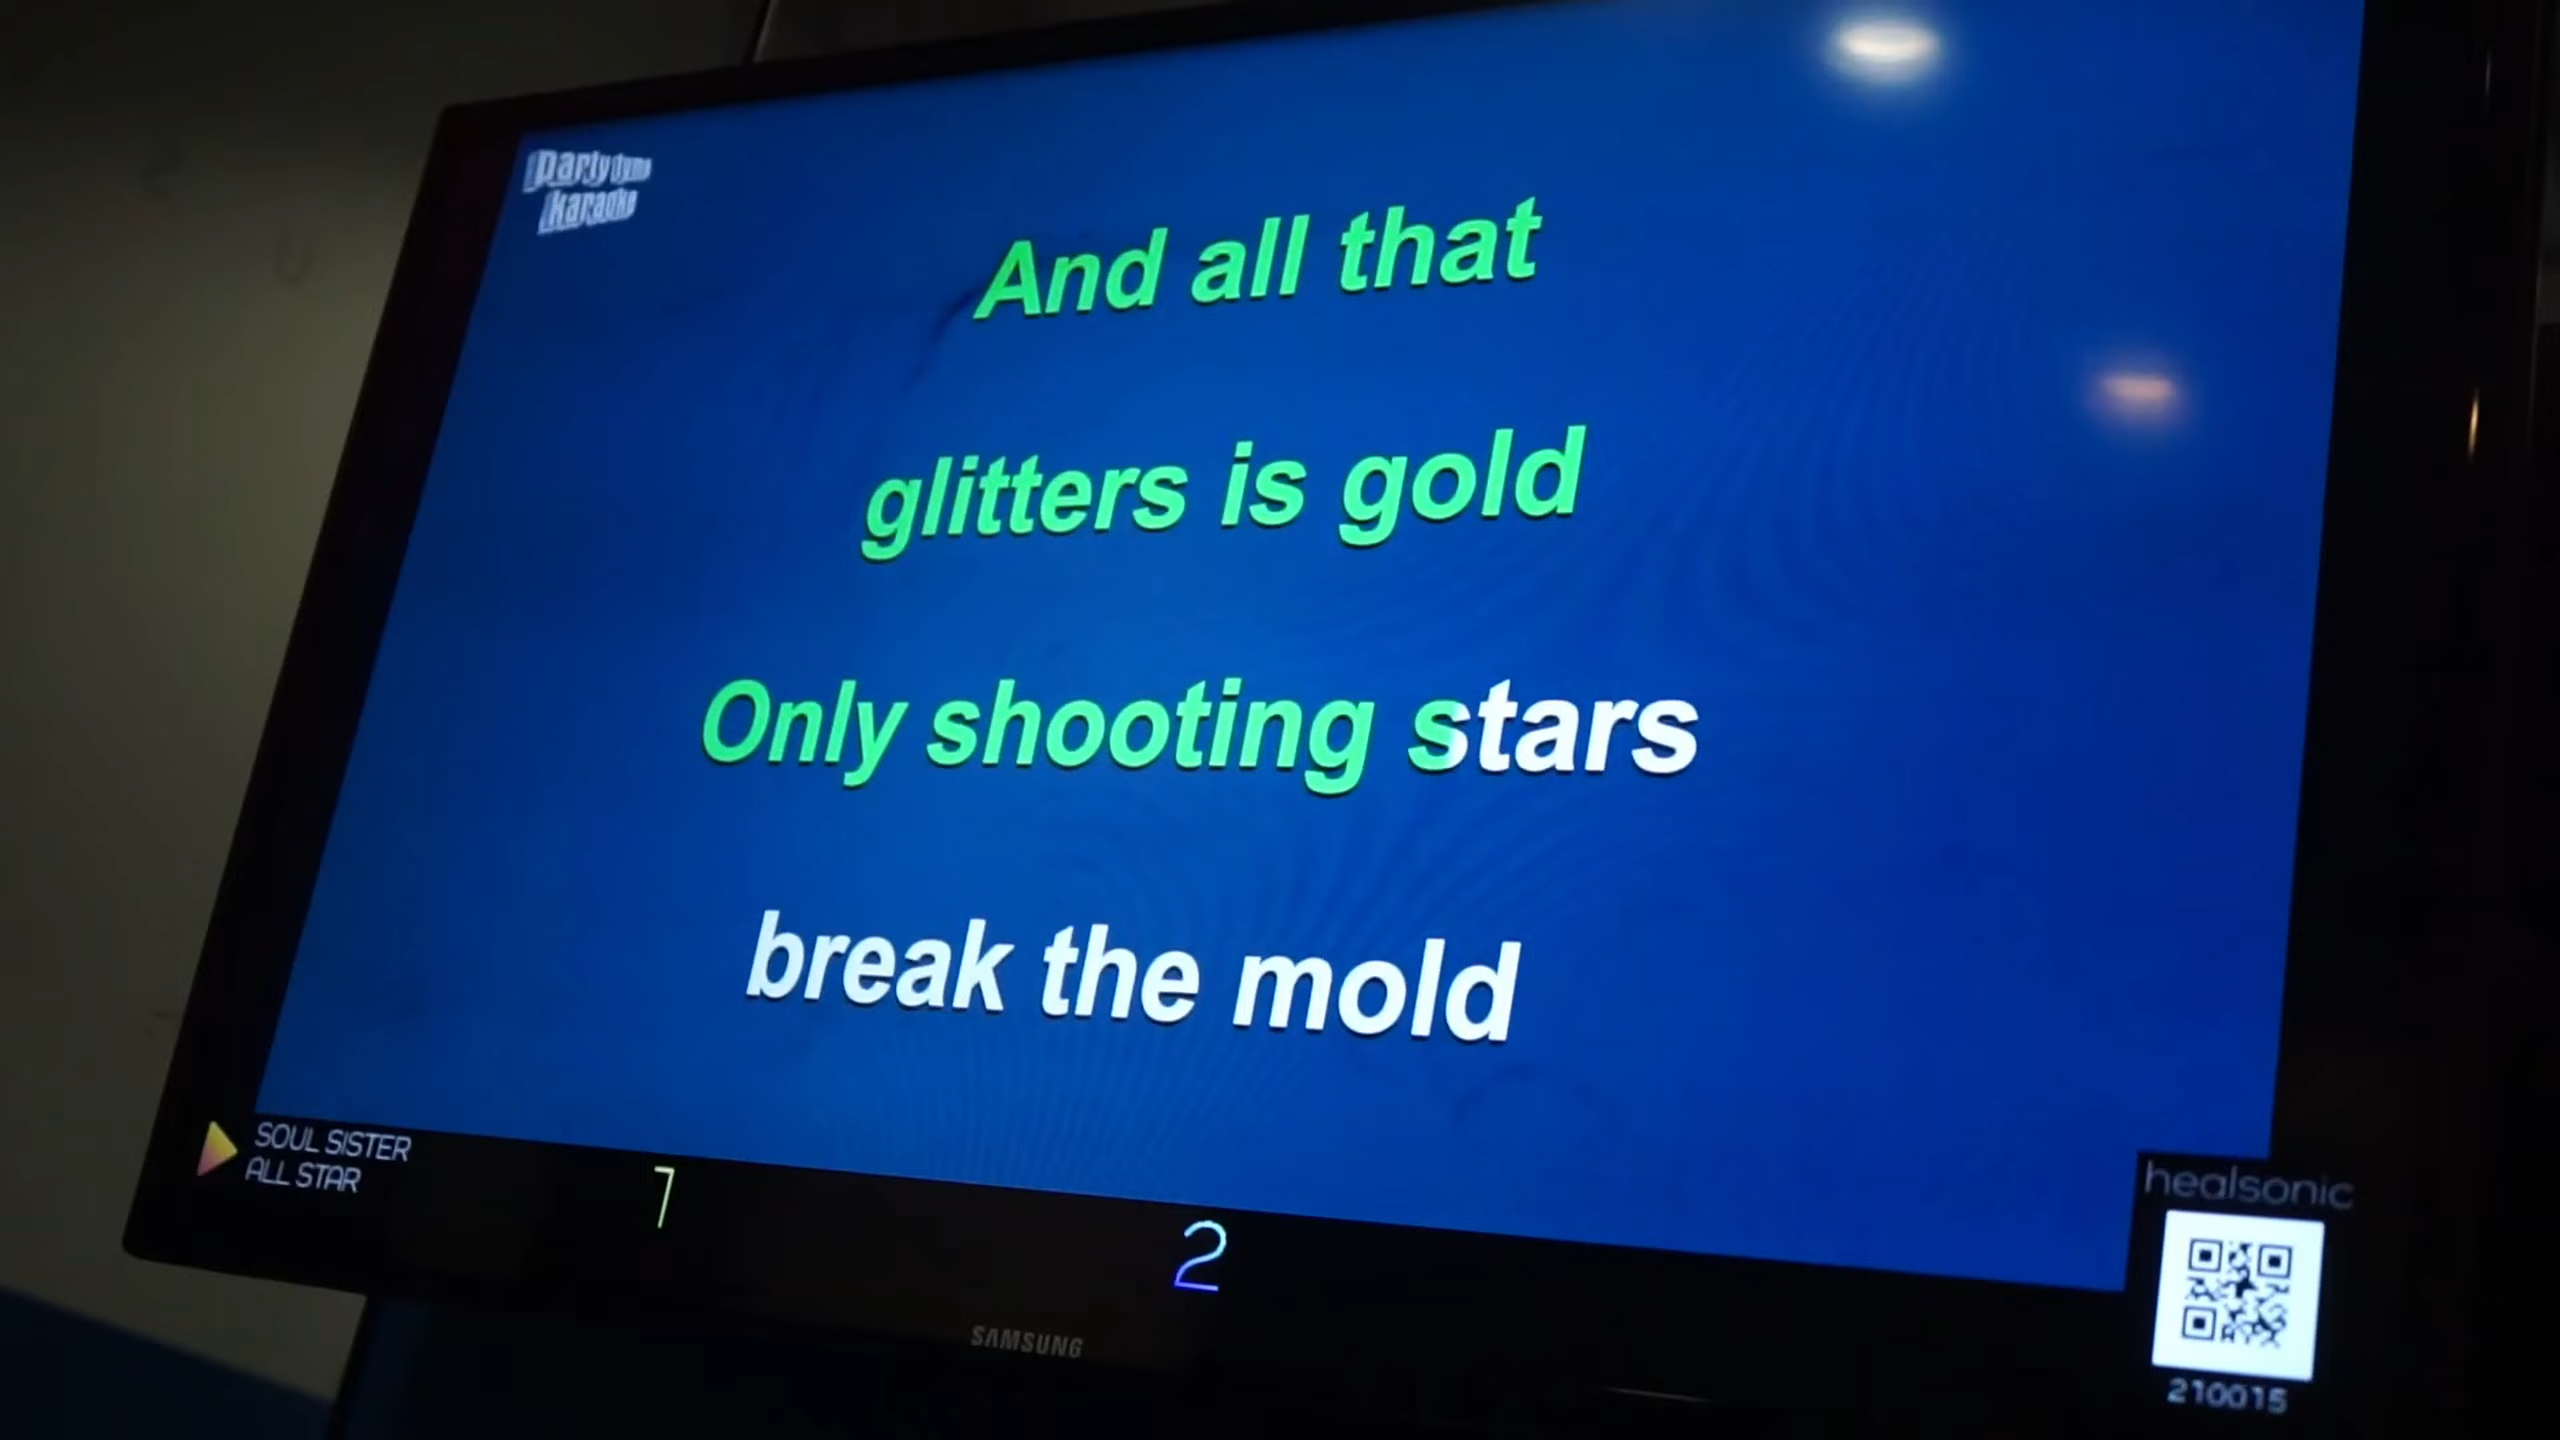 party tyme
karaoke
And all that
glitters is gold
Only shooting stars
break the mold
SOUL SISTER
ALL STAR
1
2
SAMSUNG
healsonic
210015